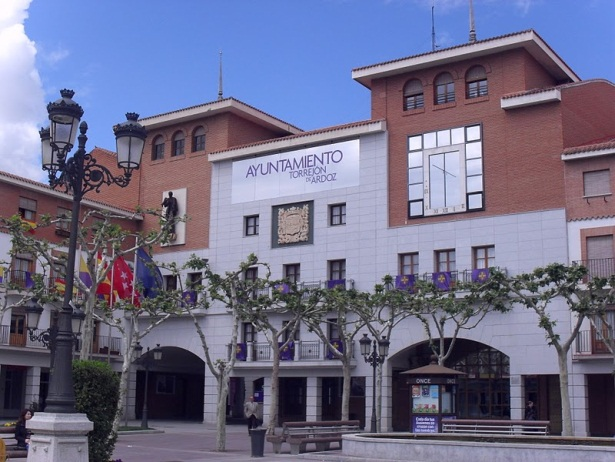 AYUNTAMIENTO
TORREJÓN
DE ARDOZ
ONCE